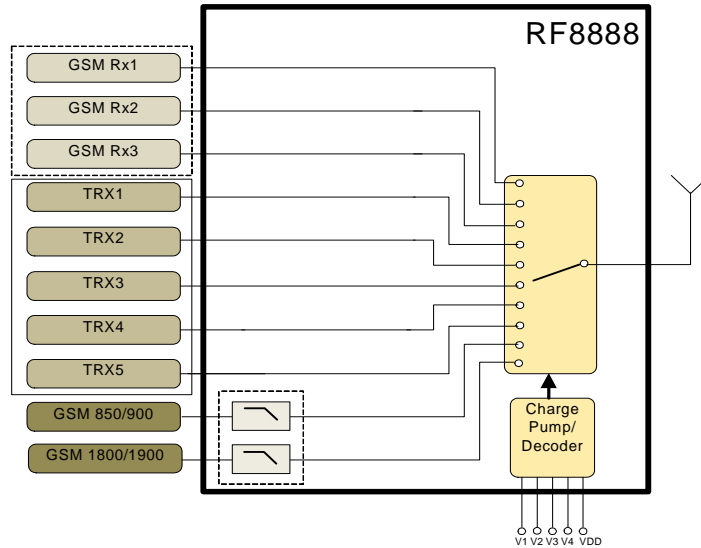 RF8888
GSM Rx1
GSM Rx2
GSM Rx3
TRX1
TRX2
TRX3
TRX4
TRX5
GSM 850/900
GSM 1800/1900
Charge
Pump/
Decoder
V1 V2 V3 V4 VDD